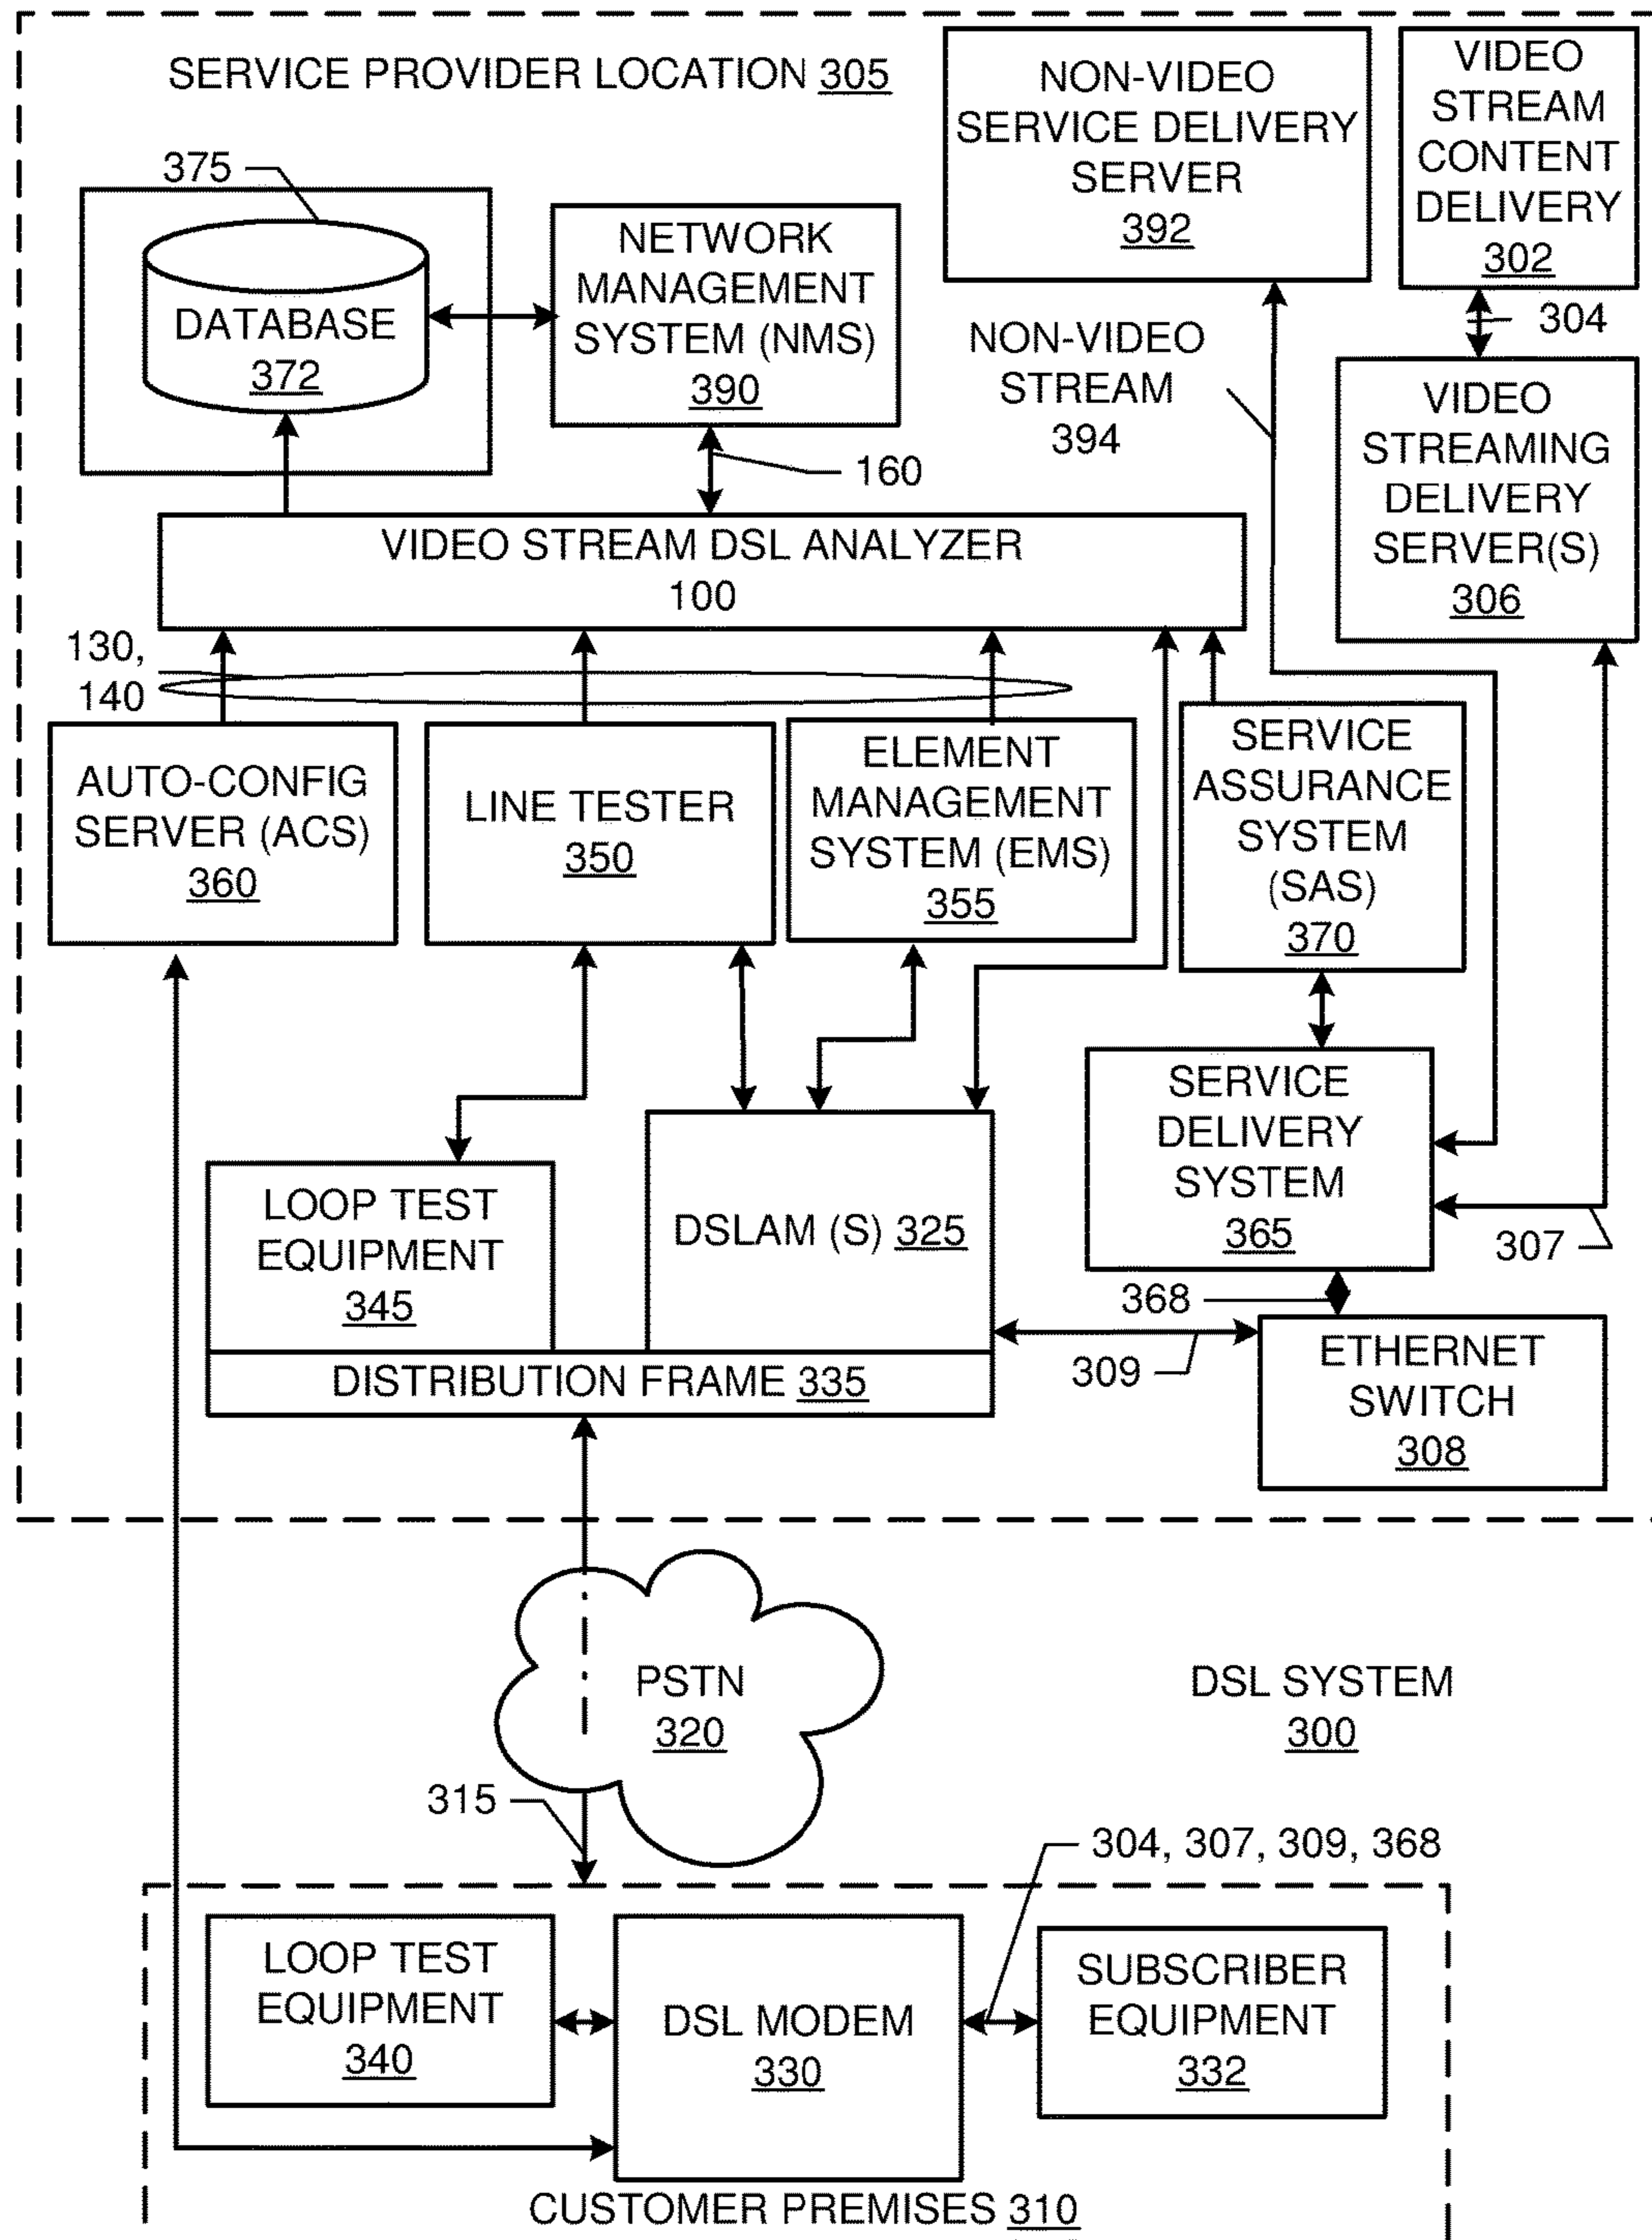 SERVICE PROVIDER LOCATION 305
NON-VIDEO
SERVICE DELIVERY
SERVER
392
VIDEO
STREAM
CONTENT
DELIVERY
302
304
375
DATABASE
372
NETWORK
MANAGEMENT
SYSTEM (NMS)
390
NON-VIDEO
STREAM
394
VIDEO
STREAMING
DELIVERY
SERVER(S)
306
160
VIDEO STREAM DSL ANALYZER
100
130,
140
AUTO-CONFIG
SERVER (ACS)
360
LINE TESTER
350
ELEMENT
MANAGEMENT
SYSTEM (EMS)
355
SERVICE
ASSURANCE
SYSTEM
(SAS)
370
SERVICE
DELIVERY
SYSTEM
365
307
LOOP TEST
EQUIPMENT
345
DSLAM (S) 325
368
309
DISTRIBUTION FRAME 335
ETHERNET
SWITCH
308
PSTN
320
DSL SYSTEM
300
315
304, 307, 309, 368
LOOP TEST
EQUIPMENT
340
DSL MODEM
330
SUBSCRIBER
EQUIPMENT
332
CUSTOMER PREMISES 310